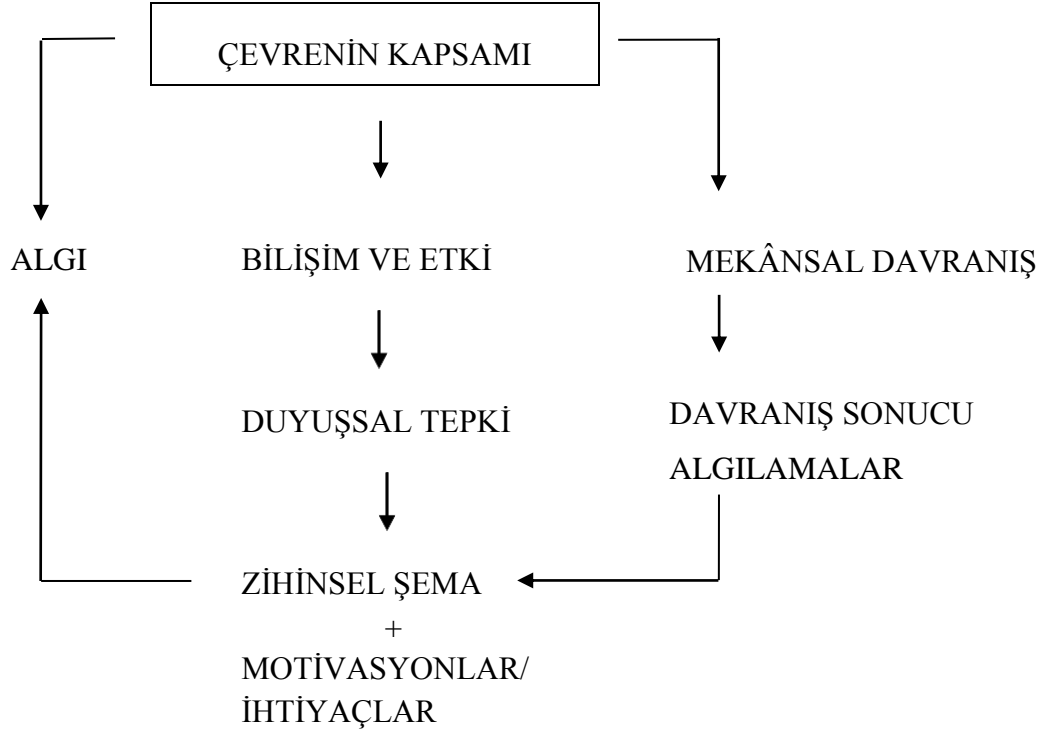 ÇEVRENİN KAPSAMI
ALGI
BİLİŞİM VE ETKİ
MEKÂNSAL DAVRANIŞ
DUYUŞSAL TEPKİ
DAVRANIŞ SONUCU
ALGILAMALAR
ZİHİNSEL ŞEMA
+
MOTİVASYONLAR/
İHTİYAÇLAR